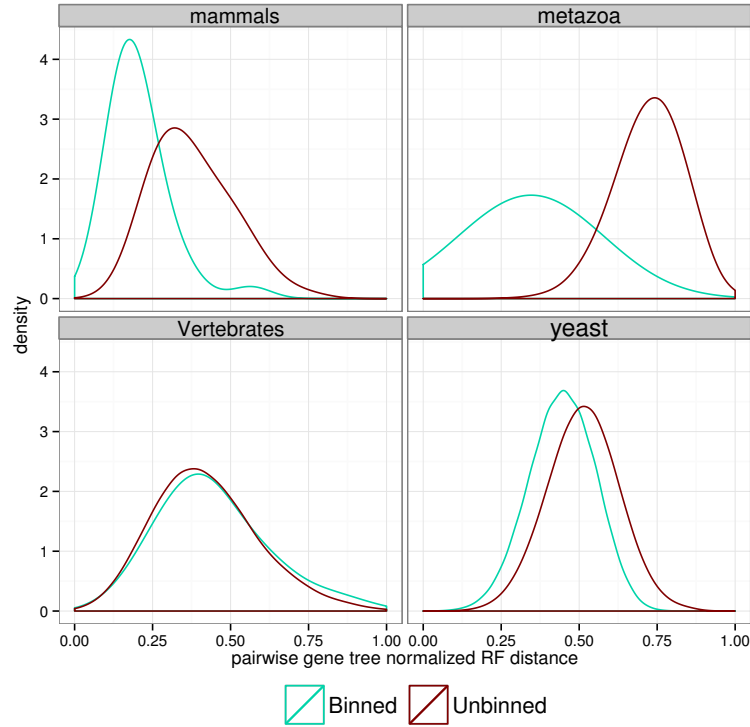 mammals
metazoa
density
4
3
2
1
0
Vertebrates
yeast
4
3
2
1
0
0.00 0.25 0.50 0.75 1.00 0.00 0.25 0.50 0.75 1.00
pairwise gene tree normalized RF distance
Binned Unbinned